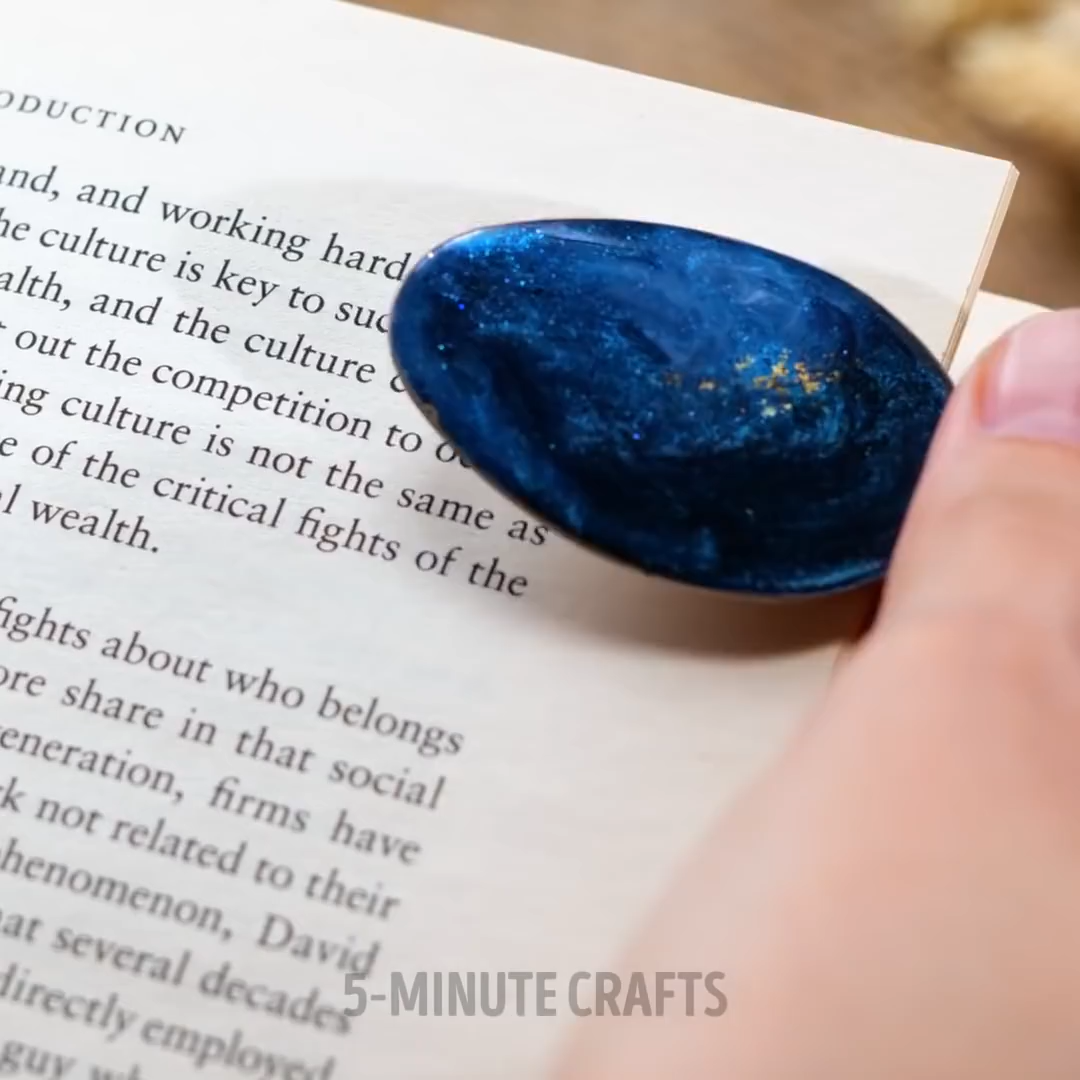 ODUCTION
and, and working hard
he culture is key to suc
alth, and the culture
out the competition to
ing culture is not the same as
e of the critical fights of the
l wealth.
fights about who belongs
ore share in that social
eneration, firms have
k not related to their
phenomenon, David
at several decades
directly employed
guy wh
5-MINUTE CRAFTS